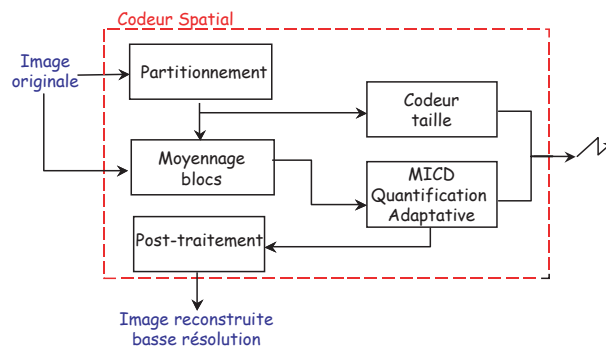 Codeur Spatial
Image
originale
Partitionnement
Codeur
taille
Moyennage
blocs
MICD
Quantification
Adaptative
Post-traitement
Image reconstruite
basse résolution